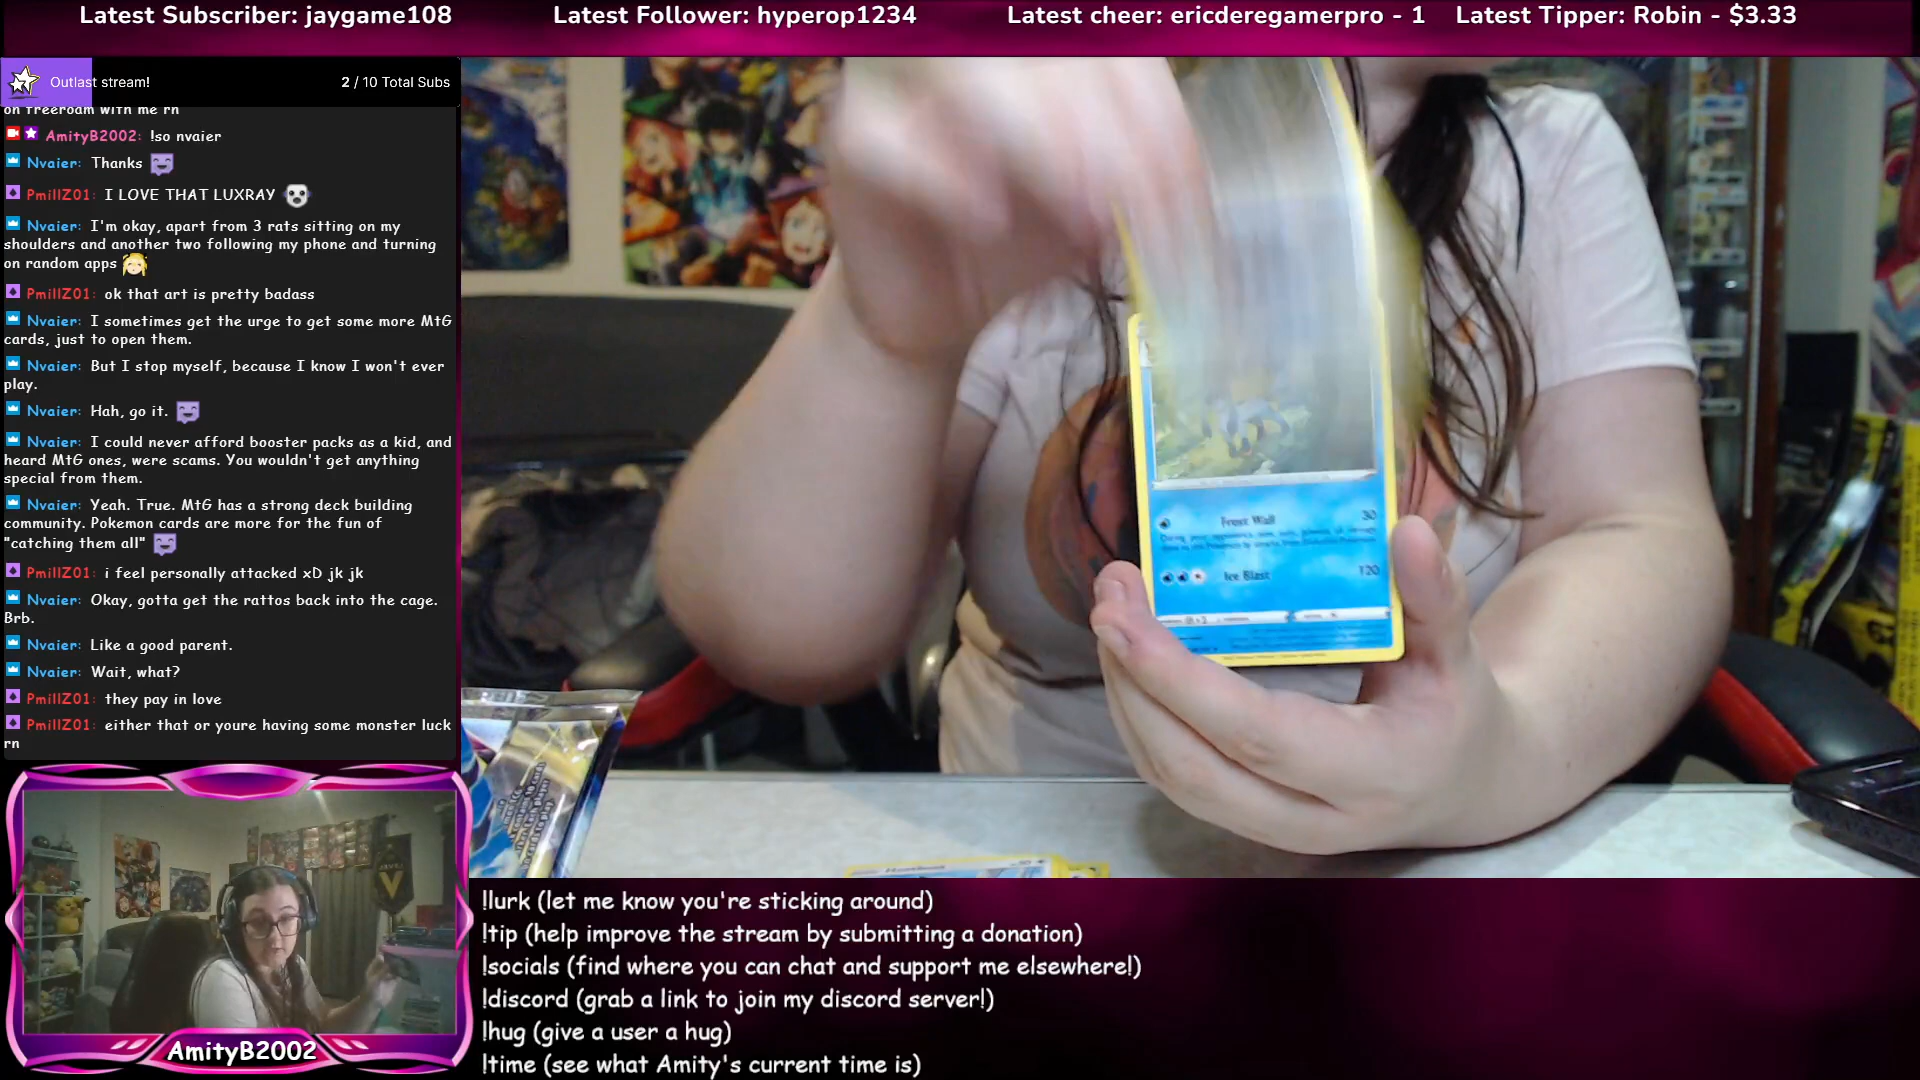 Latest Subscriber: jaygame108
Latest Follower: hyperop1234
Latest cheer: ericderegamerpro - 1
Latest Tipper: Robin - $3.33
Outlast stream!
2 / 10 Total Subs
on freeroam with me rn
AmityB2002: !so nvaier
Nvaier: Thanks
PmillZ01: I LOVE THAT LUXRAY
Nvaier: I'm okay, apart from 3 rats sitting on my
shoulders and another two following my phone and turning
on random apps
PmillZ01: ok that art is pretty badass
Nvaier: I sometimes get the urge to get some more MtG
cards, just to open them.
Nvaier: But I stop myself, because I know I won't ever
play.
Nvaier: Hah, go it.
Nvaier: I could never afford booster packs as a kid, and
heard MtG ones, were scams. You wouldn't get anything
special from them.
Nvaier: Yeah. True. MtG has a strong deck building
community. Pokemon cards are more for the fun of
"catching them all"
PmillZ01: i feel personally attacked xD jk jk
Nvaier: Okay, gotta get the rattos back into the cage.
Brb.
Nvaier: Like a good parent.
Nvaier: Wait, what?
PmillZ01: they pay in love
PmillZ01: either that or youre having some monster luck
rn
Frost Wall 30
Ice Blast 120
AmityB2002
!lurk (let me know you're sticking around)
!tip (help improve the stream by submitting a donation)
!socials (find where you can chat and support me elsewhere!)
!discord (grab a link to join my discord server!)
!hug (give a user a hug)
!time (see what Amity's current time is)